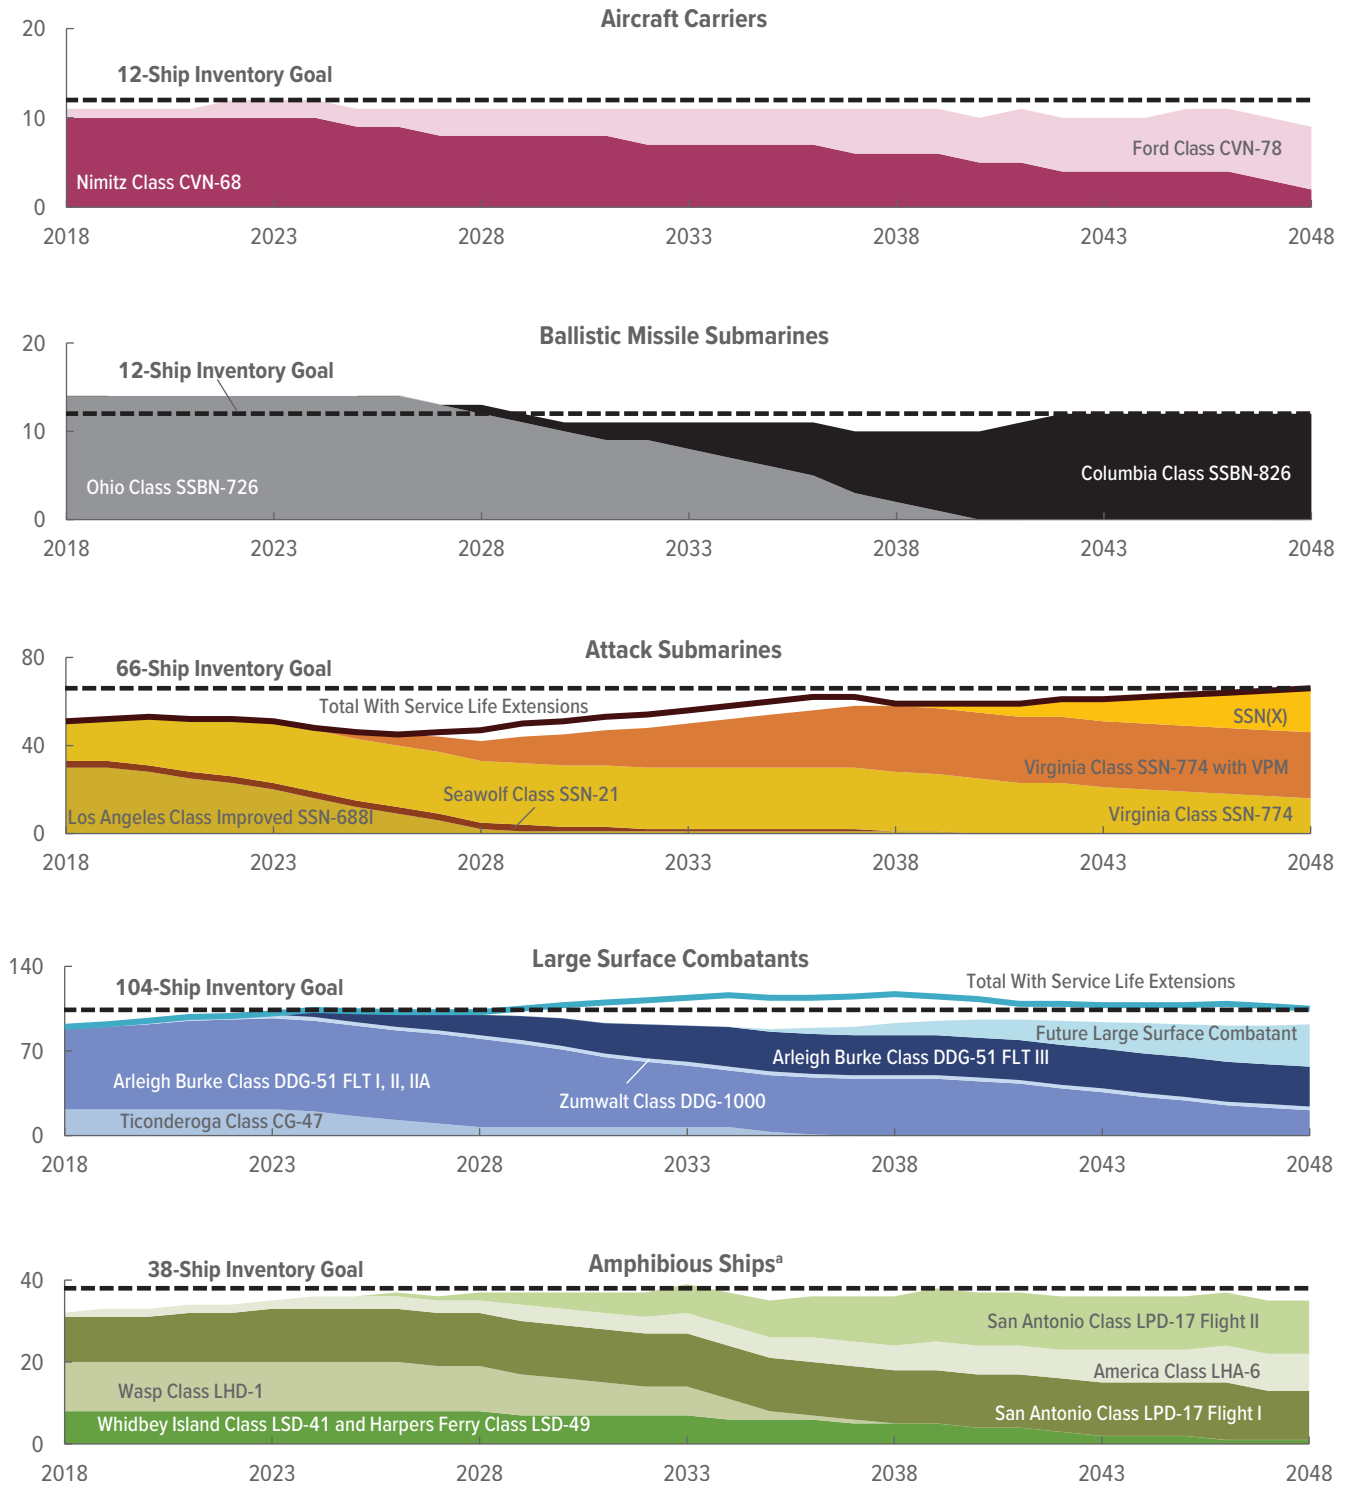 Aircraft Carriers
20
12-Ship Inventory Goal
10
Ford Class CVN-78
Nimitz Class CVN-68
0
2018 2023 2028 2033 2038 2043 2048
Ballistic Missile Submarines
20
12-Ship Inventory Goal
10
Columbia Class SSBN-826
Ohio Class SSBN-726
0
2018 2023 2028 2033 2038 2043 2048
Attack Submarines
80
66-Ship Inventory Goal
Total With Service Life Extensions
SSN(X)
40
Virginia Class SSN-774 with VPM
Seawolf Class SSN-21
Los Angeles Class Improved SSN-688I
Virginia Class SSN-774
0
2018 2023 2028 2033 2038 2043 2048
Large Surface Combatants
140
Total With Service Life Extensions
104-Ship Inventory Goal
Future Large Surface Combatant
70
Arleigh Burke Class DDG-51 FLT III
Arleigh Burke Class DDG-51 FLT I, II, IIA
Zumwalt Class DDG-1000
Ticonderoga Class CG-47
0
2018 2023 2028 2033 2038 2043 2048
Amphibious Shipsᵃ
38-Ship Inventory Goal
40
San Antonio Class LPD-17 Flight II
20
America Class LHA-6
Wasp Class LHD-1
San Antonio Class LPD-17 Flight I
Whidbey Island Class LSD-41 and Harpers Ferry Class LSD-49
0
2018 2023 2028 2033 2038 2043 2048